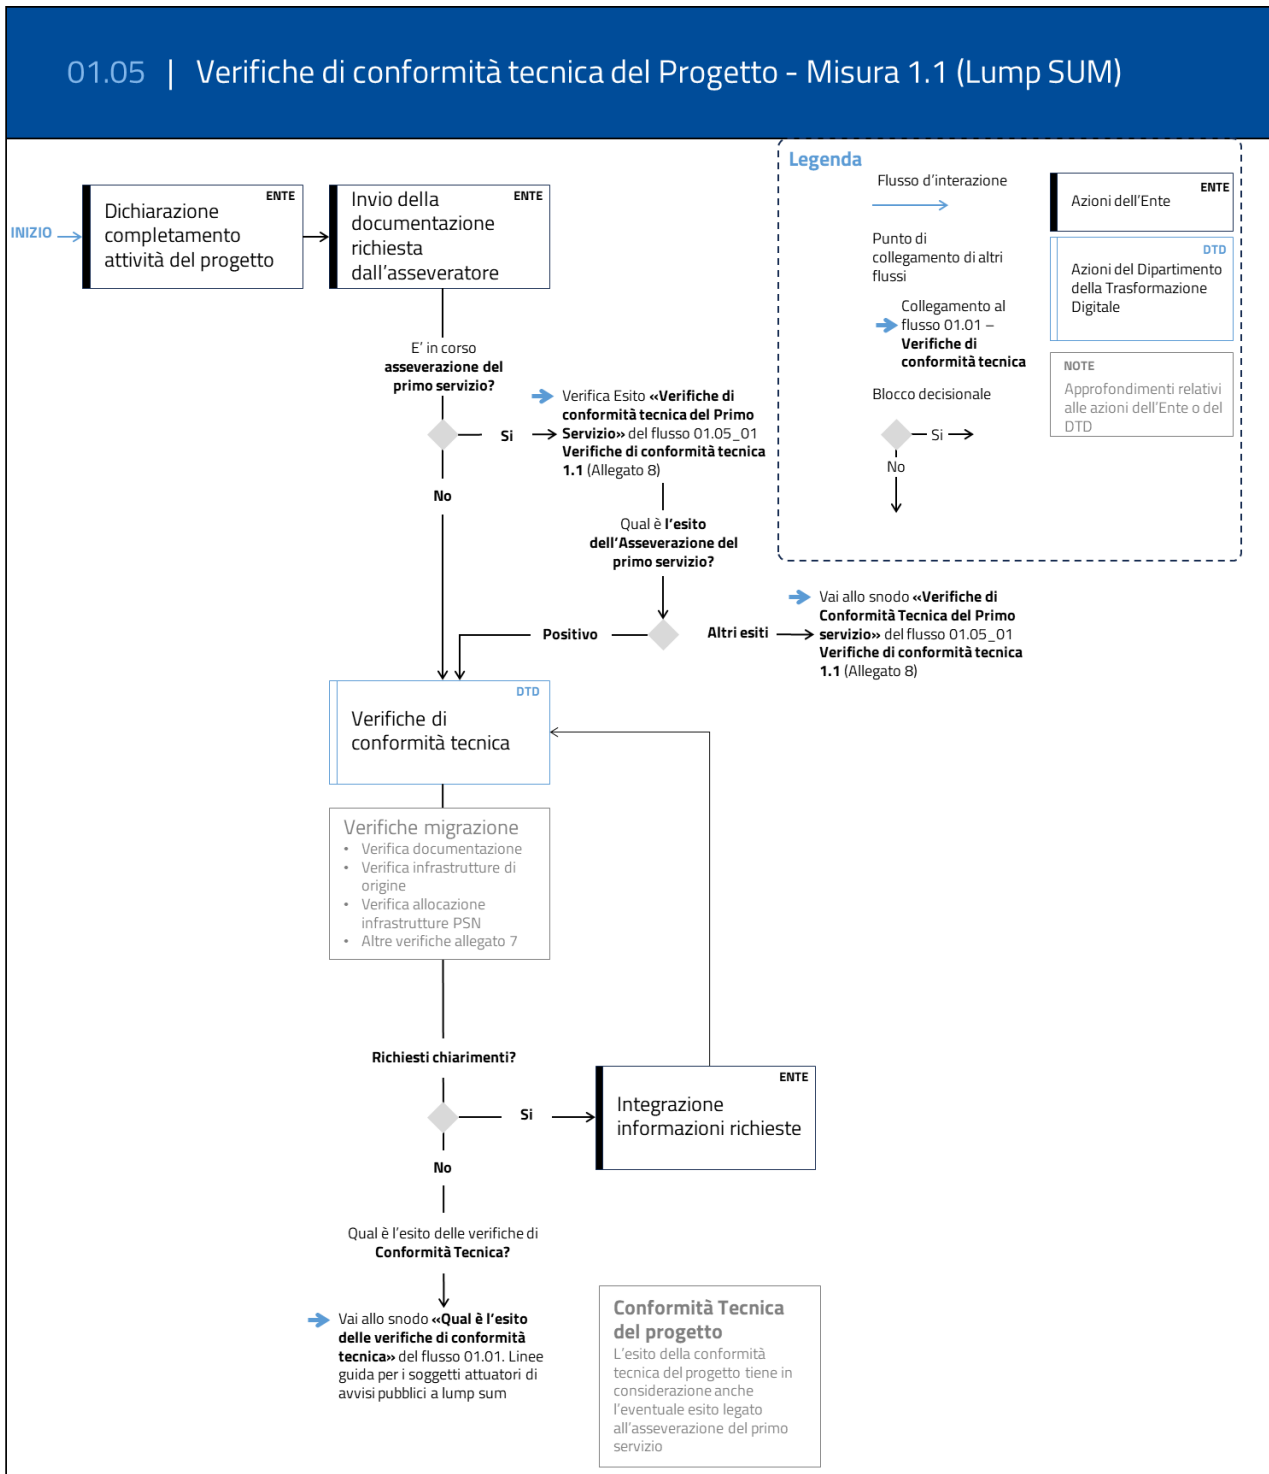 01.05 | Verifiche di conformità tecnica del Progetto - Misura 1.1 (Lump SUM)
Legenda
Flusso d'interazione
Punto di
collegamento di altri
flussi
Collegamento al
flusso 01.01 –
Verifiche di
conformità tecnica
Blocco decisionale
Si
No
ENTE
Azioni dell'Ente
DTD
Azioni del Dipartimento
della Trasformazione
Digitale
NOTE
Approfondimenti relativi
alle azioni dell'Ente o del
DTD
INIZIO
ENTE
Dichiarazione
completamento
attività del progetto
ENTE
Invio della
documentazione
richiesta
dall'asseveratore
E' in corso
asseverazione del
primo servizio?
Si
No
Verifica Esito «Verifiche di
conformità tecnica del Primo
Servizio» del flusso 01.05_01
Verifiche di conformità tecnica
1.1 (Allegato 8)
Qual è l'esito
dell'Asseverazione del
primo servizio?
Positivo
Altri esiti
Vai allo snodo «Verifiche di
Conformità Tecnica del Primo
servizio» del flusso 01.05_01
Verifiche di conformità tecnica
1.1 (Allegato 8)
DTD
Verifiche di
conformità tecnica
Verifiche migrazione
• Verifica documentazione
• Verifica infrastrutture di
origine
• Verifica allocazione
infrastrutture PSN
• Altre verifiche allegato 7
Richiesti chiarimenti?
Si
ENTE
Integrazione
informazioni richieste
No
Qual è l'esito delle verifiche di
Conformità Tecnica?
Vai allo snodo «Qual è l'esito
delle verifiche di conformità
tecnica» del flusso 01.01. Linee
guida per i soggetti attuatori di
avvisi pubblici a lump sum
Conformità Tecnica
del progetto
L'esito della conformità
tecnica del progetto tiene in
considerazione anche
l'eventuale esito legato
all'asseverazione del primo
servizio